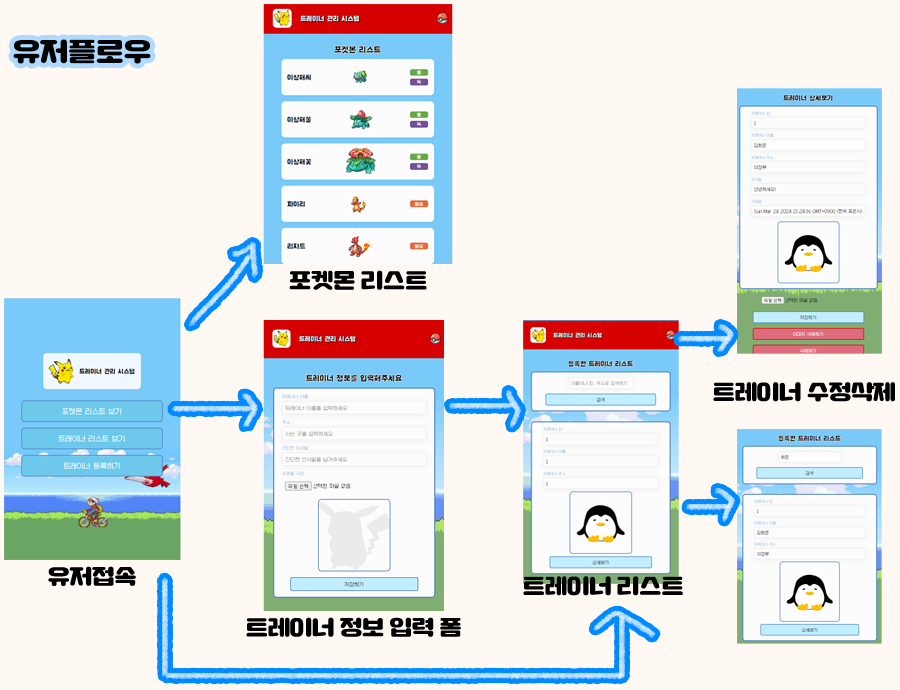 유저플로우
트레이너 관리 시스템
포켓몬 리스트
이상해씨
풀
독
이상해풀
풀
독
이상해꽃
풀
독
파이리
불꽃
리자드
불꽃
포켓몬 리스트
트레이너 관리 시스템
포켓몬 리스트 보기
트레이너 리스트 보기
트레이너 등록하기
유저접속
트레이너 관리 시스템
트레이너 정보를 입력해주세요
트레이너 이름
트레이너 이름을 입력하세요
주소
사는 곳을 입력하세요
간단한 인사말
간단한 인사말을 남겨주세요
프로필 사진
파일 선택 선택된 파일 없음
저장하기
트레이너 정보 입력 폼
트레이너 관리 시스템
등록한 트레이너 리스트
이름이나 ID, 주소로 검색하기
검색
트레이너 ID
1
트레이너 이름
1
트레이너 주소
1
상세보기
트레이너 리스트
트레이너 상세보기
트레이너 ID
1
트레이너 이름
트레이너 주소
의정부
인사말
안녕하세요!
가입일
Sun Mar 24 2024 21:24:16 GMT+0900 (한국 표준시)
파일 선택 선택된 파일 없음
저장하기
이미지 삭제하기
삭제하기
트레이너 수정삭제
등록한 트레이너 리스트
희준
검색
트레이너 ID
1
트레이너 이름
김희준
트레이너 주소
의정부
상세보기